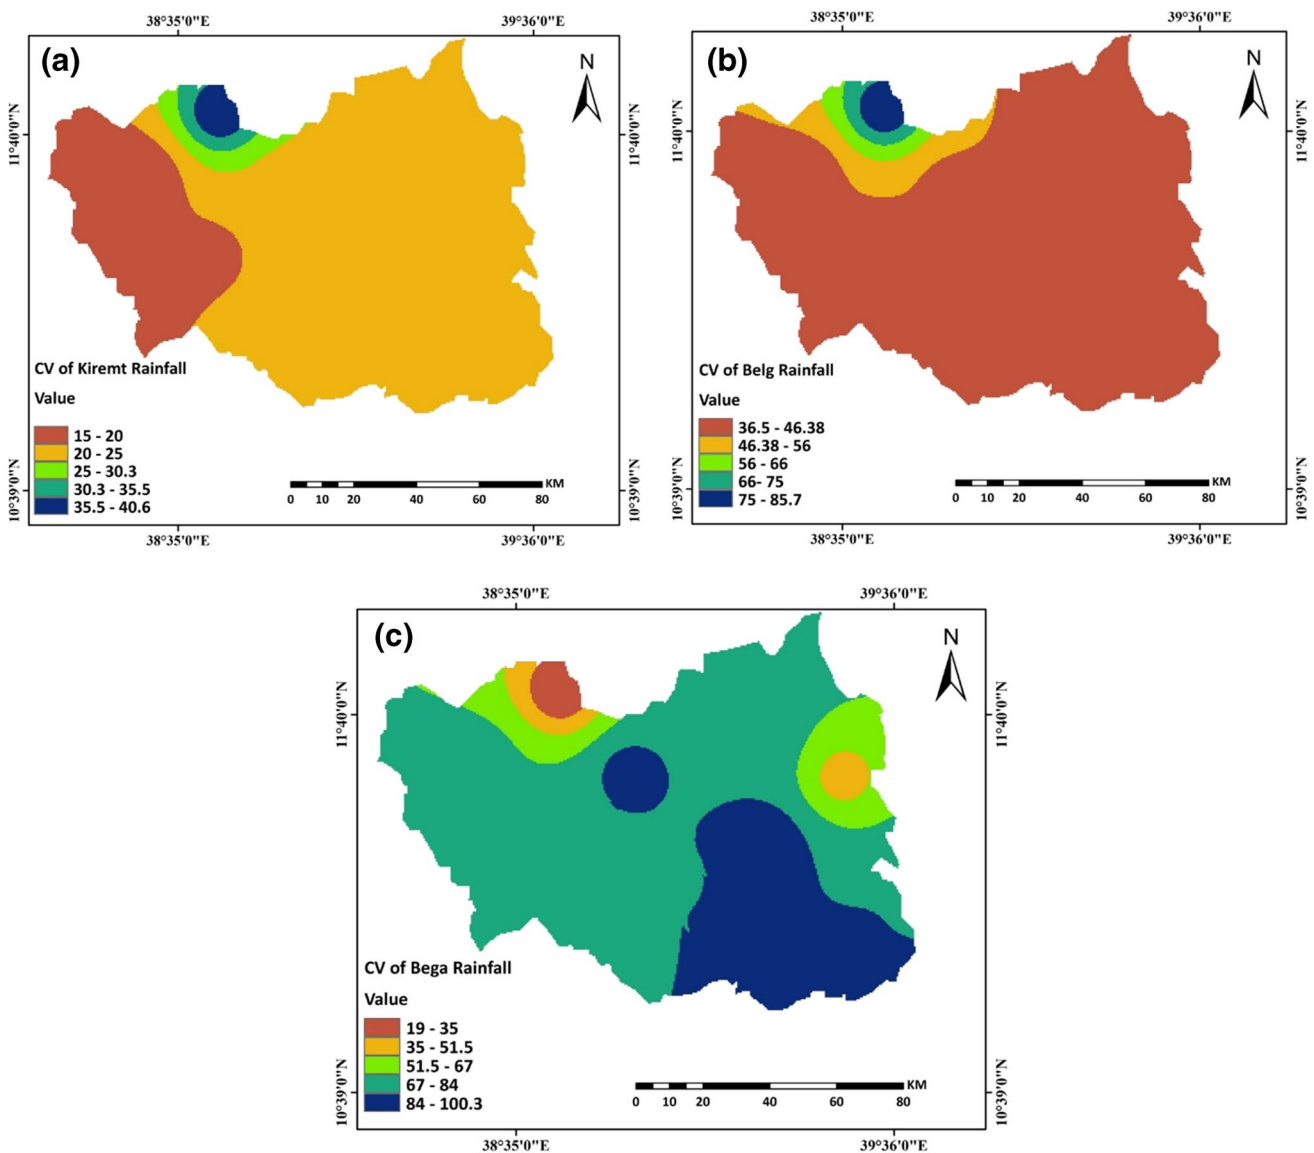 38°35'0"E
39°36'0"E
(a)
N
11°40'0"N
11°40'0"N
CV of Kiremt Rainfall
Value
15 - 20
20 - 25
25 - 30.3
30.3 - 35.5
35.5 - 40.6
0 10 20 40 60 80 KM
10°39'0"N
10°39'0"N
38°35'0"E
39°36'0"E
38°35'0"E
39°36'0"E
(b)
N
11°40'0"N
11°40'0"N
CV of Belg Rainfall
Value
36.5 - 46.38
46.38 - 56
56 - 66
66- 75
75 - 85.7
0 10 20 40 60 80 KM
10°39'0"N
10°39'0"N
38°35'0"E
39°36'0"E
38°35'0"E
39°36'0"E
(c)
N
11°40'0"N
11°40'0"N
CV of Bega Rainfall
Value
19 - 35
35 - 51.5
51.5 - 67
67 - 84
84 - 100.3
0 10 20 40 60 80 KM
10°39'0"N
10°39'0"N
38°35'0"E
39°36'0"E